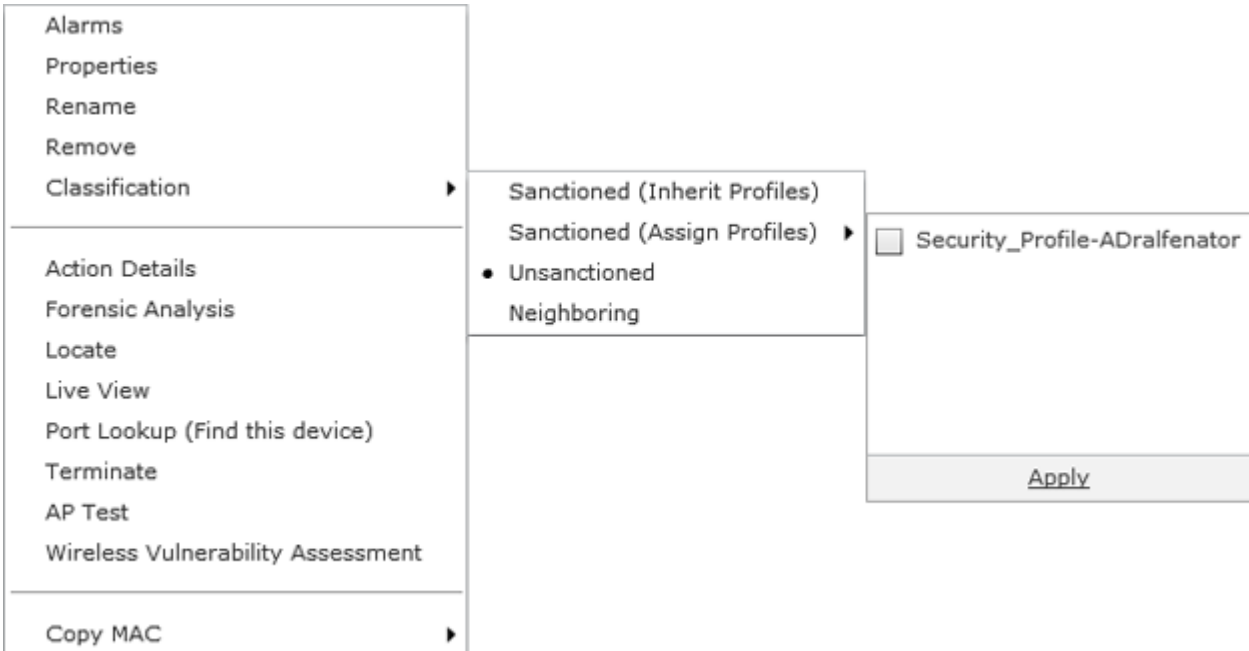 Alarms
Properties
Rename
Remove
Classification
Sanctioned (Inherit Profiles)
Sanctioned (Assign Profiles)
Unsanctioned
Neighboring
Security_Profile-ADralfenator
Apply
Action Details
Forensic Analysis
Locate
Live View
Port Lookup (Find this device)
Terminate
AP Test
Wireless Vulnerability Assessment
Copy MAC